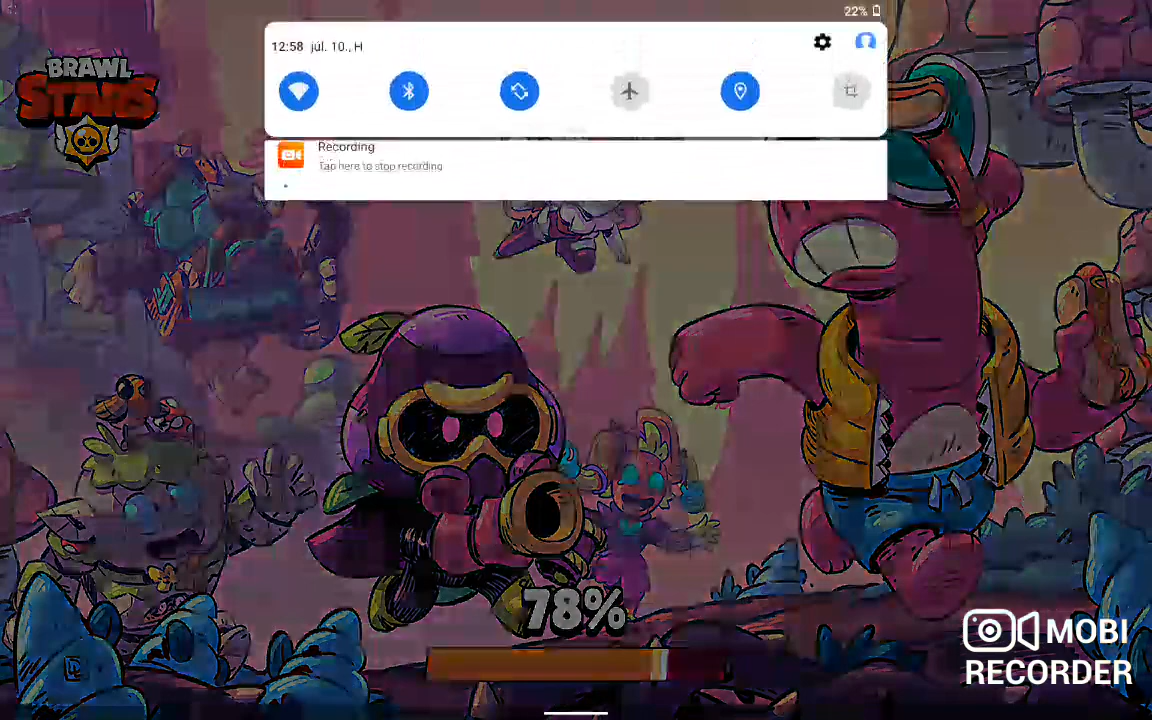 22%
12:58 júl. 10., H
BRAWL
STARS
Recording
Tap here to stop recording
78%
MOBI
RECORDER